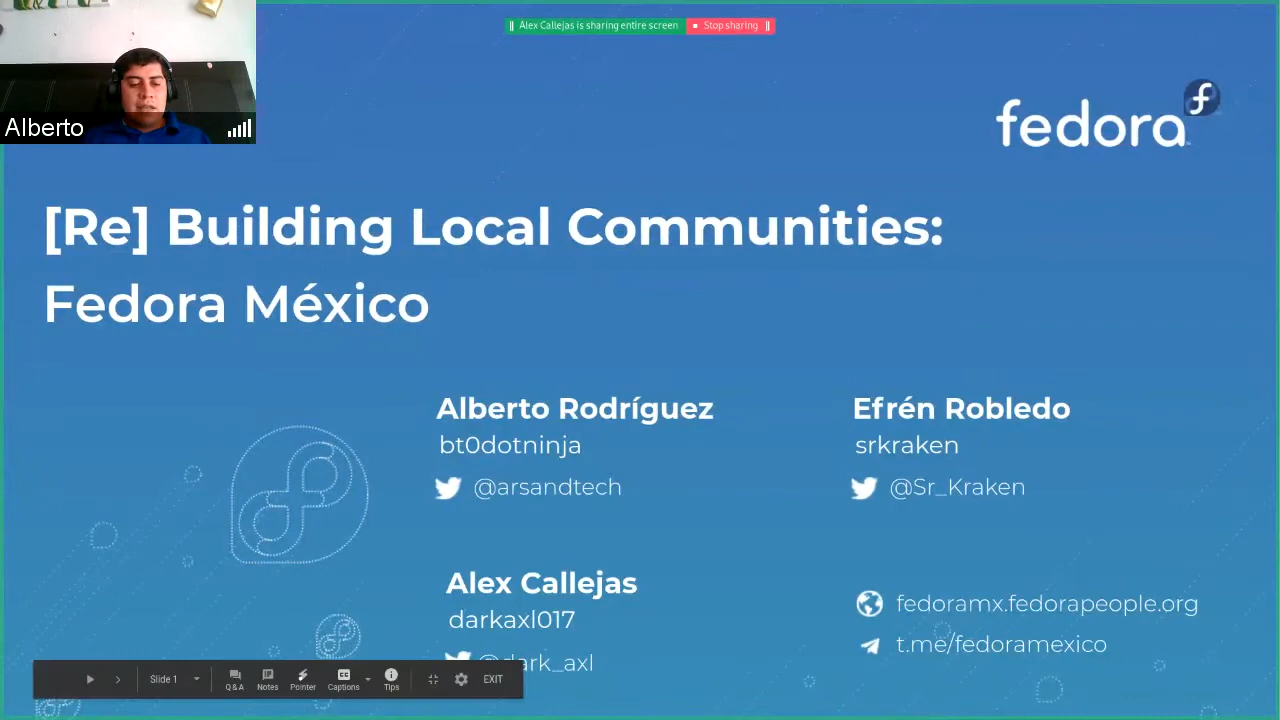 Alex Callejas is sharing entire screen
Stop sharing
Alberto
fedora
[Re] Building Local Communities:
Fedora México
Alberto Rodríguez
bt0dotninja
@arsandtech
Efrén Robledo
srkraken
@Sr_Kraken
Alex Callejas
darkaxl017
@dark_axl
fedoramx.fedorapeople.org
t.me/fedoramexico
Slide 1
Q&A
Notes
Pointer
Captions
Tips
EXIT